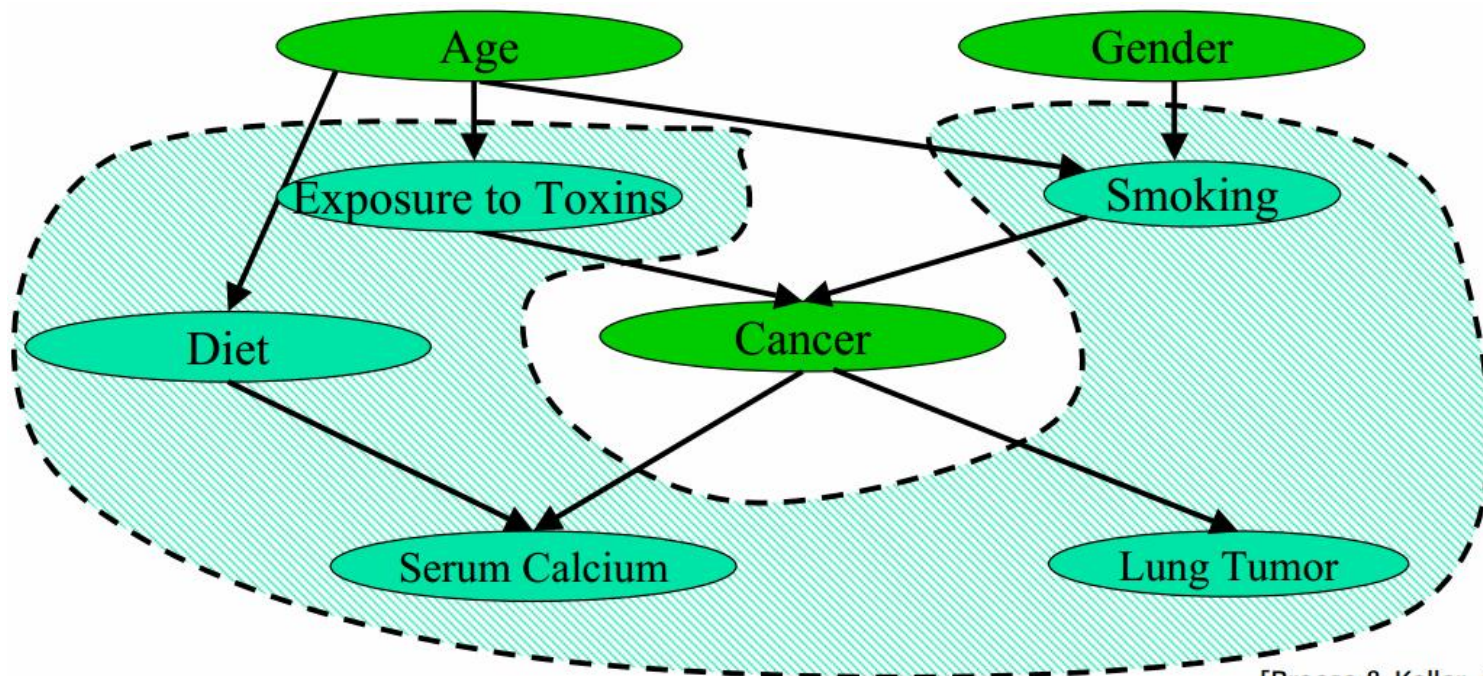 Age
Gender
Exposure to Toxins
Smoking
Diet
Cancer
Serum Calcium
Lung Tumor